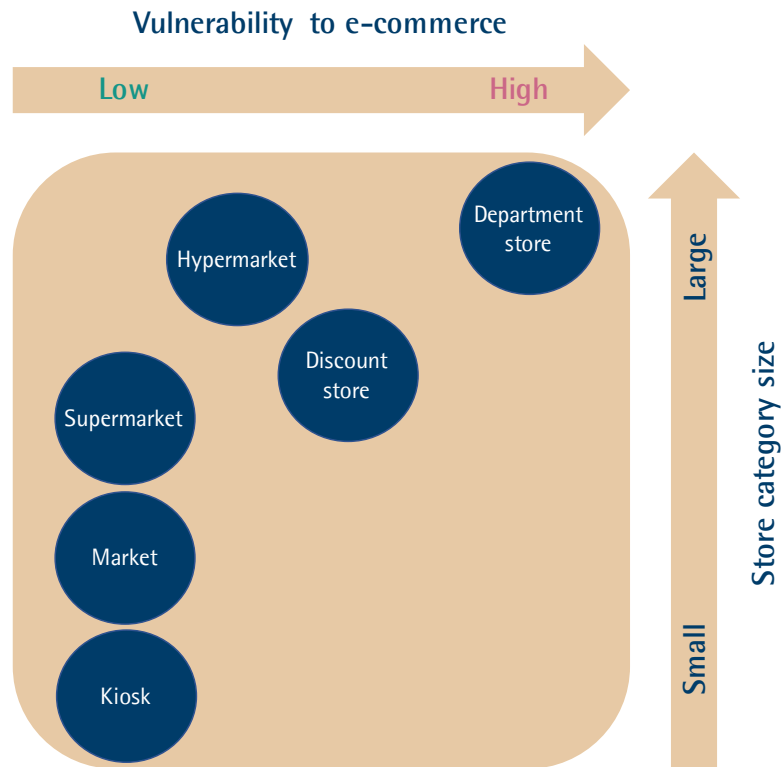 Vulnerability to e-commerce
Low
High
Department
store
Hypermarket
Large
Discount
store
Supermarket
Store category size
Market
Small
Kiosk